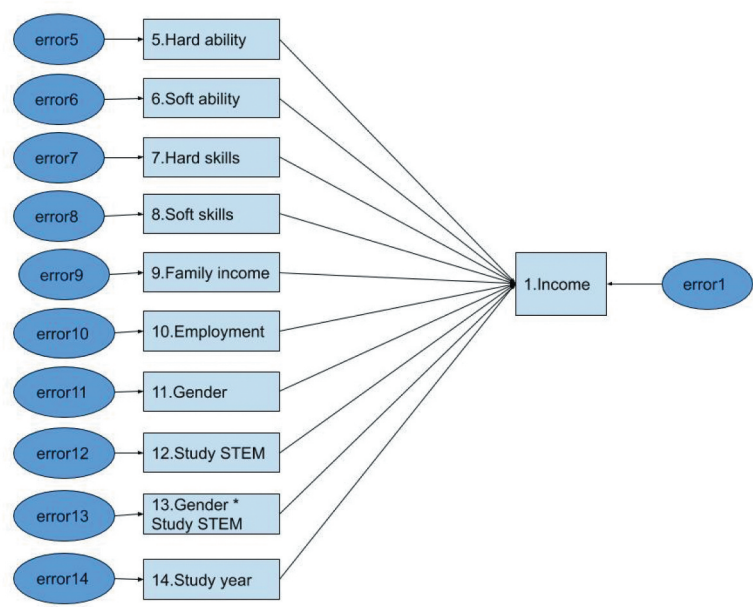 error5
5.Hard ability
error6
6.Soft ability
error7
7.Hard skills
error8
8.Soft skills
error9
9.Family income
1.Income
error1
error10
10.Employment
error11
11.Gender
error12
12.Study STEM
error13
13.Gender *
Study STEM
error14
14.Study year